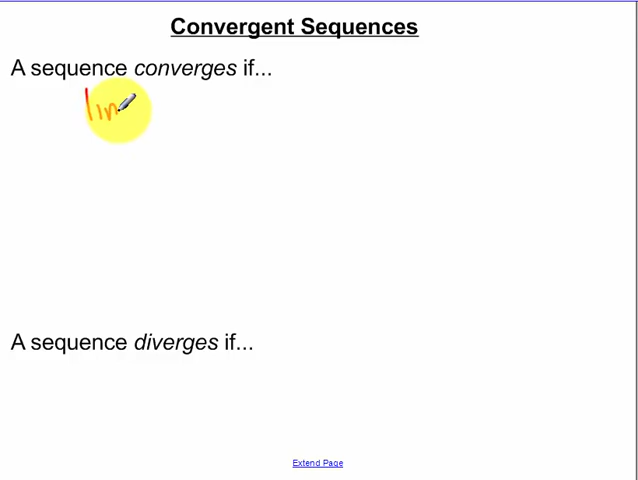 Convergent Sequences
A sequence converges if...
lim
A sequence diverges if...
Extend Page